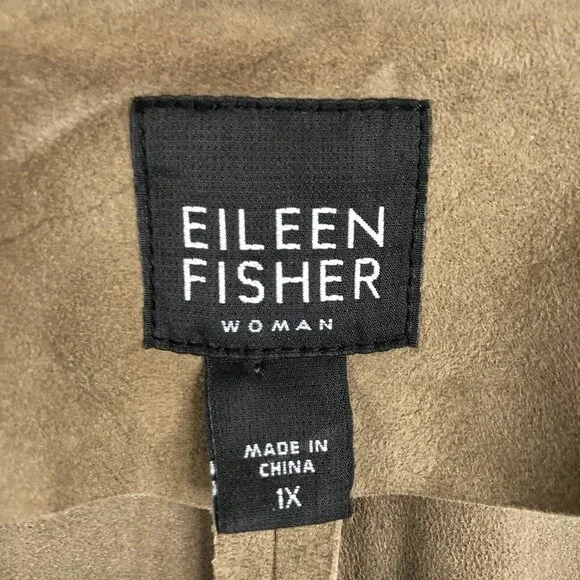 EILEEN
FISHER
WOMAN
MADE IN
CHINA
1X